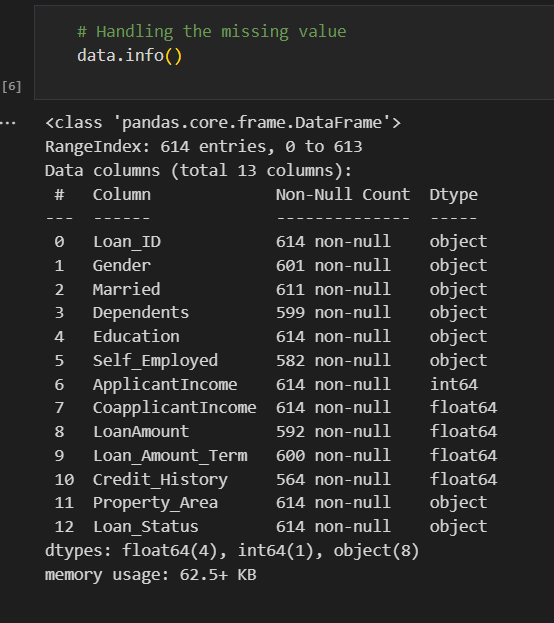 # Handling the missing value
data.info()
[6]
...
<class 'pandas.core.frame.DataFrame'>
RangeIndex: 614 entries, 0 to 613
Data columns (total 13 columns):
 #   Column             Non-Null Count  Dtype
---  ------             --------------  -----
 0   Loan_ID            614 non-null    object
 1   Gender             601 non-null    object
 2   Married            611 non-null    object
 3   Dependents         599 non-null    object
 4   Education          614 non-null    object
 5   Self_Employed      582 non-null    object
 6   ApplicantIncome    614 non-null    int64
 7   CoapplicantIncome  614 non-null    float64
 8   LoanAmount         592 non-null    float64
 9   Loan_Amount_Term   600 non-null    float64
 10  Credit_History     564 non-null    float64
 11  Property_Area      614 non-null    object
 12  Loan_Status        614 non-null    object
dtypes: float64(4), int64(1), object(8)
memory usage: 62.5+ KB